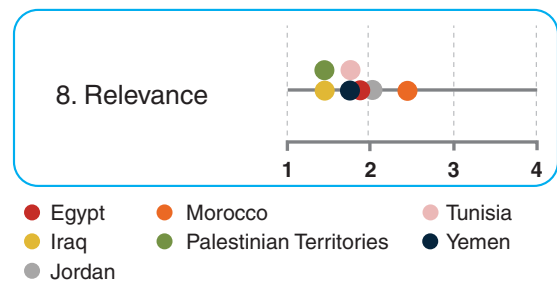 8. Relevance
1 2 3 4
Egypt Morocco Tunisia
Iraq Palestinian Territories Yemen
Jordan